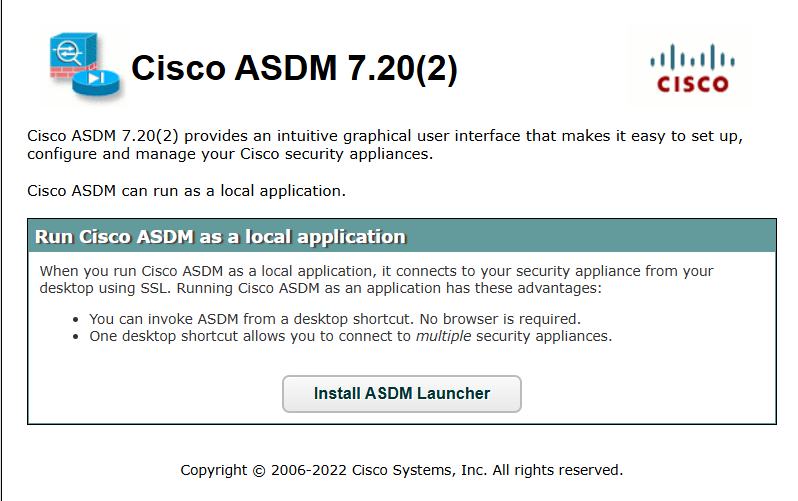 Cisco ASDM 7.20(2)
CISCO
Cisco ASDM 7.20(2) provides an intuitive graphical user interface that makes it easy to set up,
configure and manage your Cisco security appliances.
Cisco ASDM can run as a local application.
Run Cisco ASDM as a local application
When you run Cisco ASDM as a local application, it connects to your security appliance from your
desktop using SSL. Running Cisco ASDM as an application has these advantages:
• You can invoke ASDM from a desktop shortcut. No browser is required.
• One desktop shortcut allows you to connect to multiple security appliances.
Install ASDM Launcher
Copyright © 2006-2022 Cisco Systems, Inc. All rights reserved.